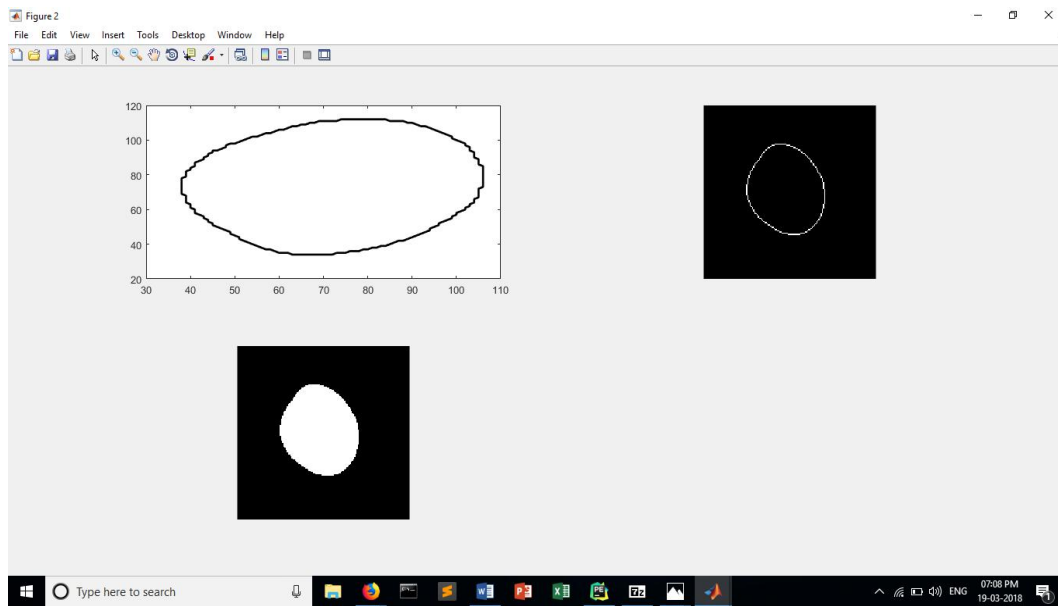 Figure 2
File Edit View Insert Tools Desktop Window Help
120
100
80
60
40
20
30 40 50 60 70 80 90 100 110
Type here to search
ENG
07:08 PM
19-03-2018